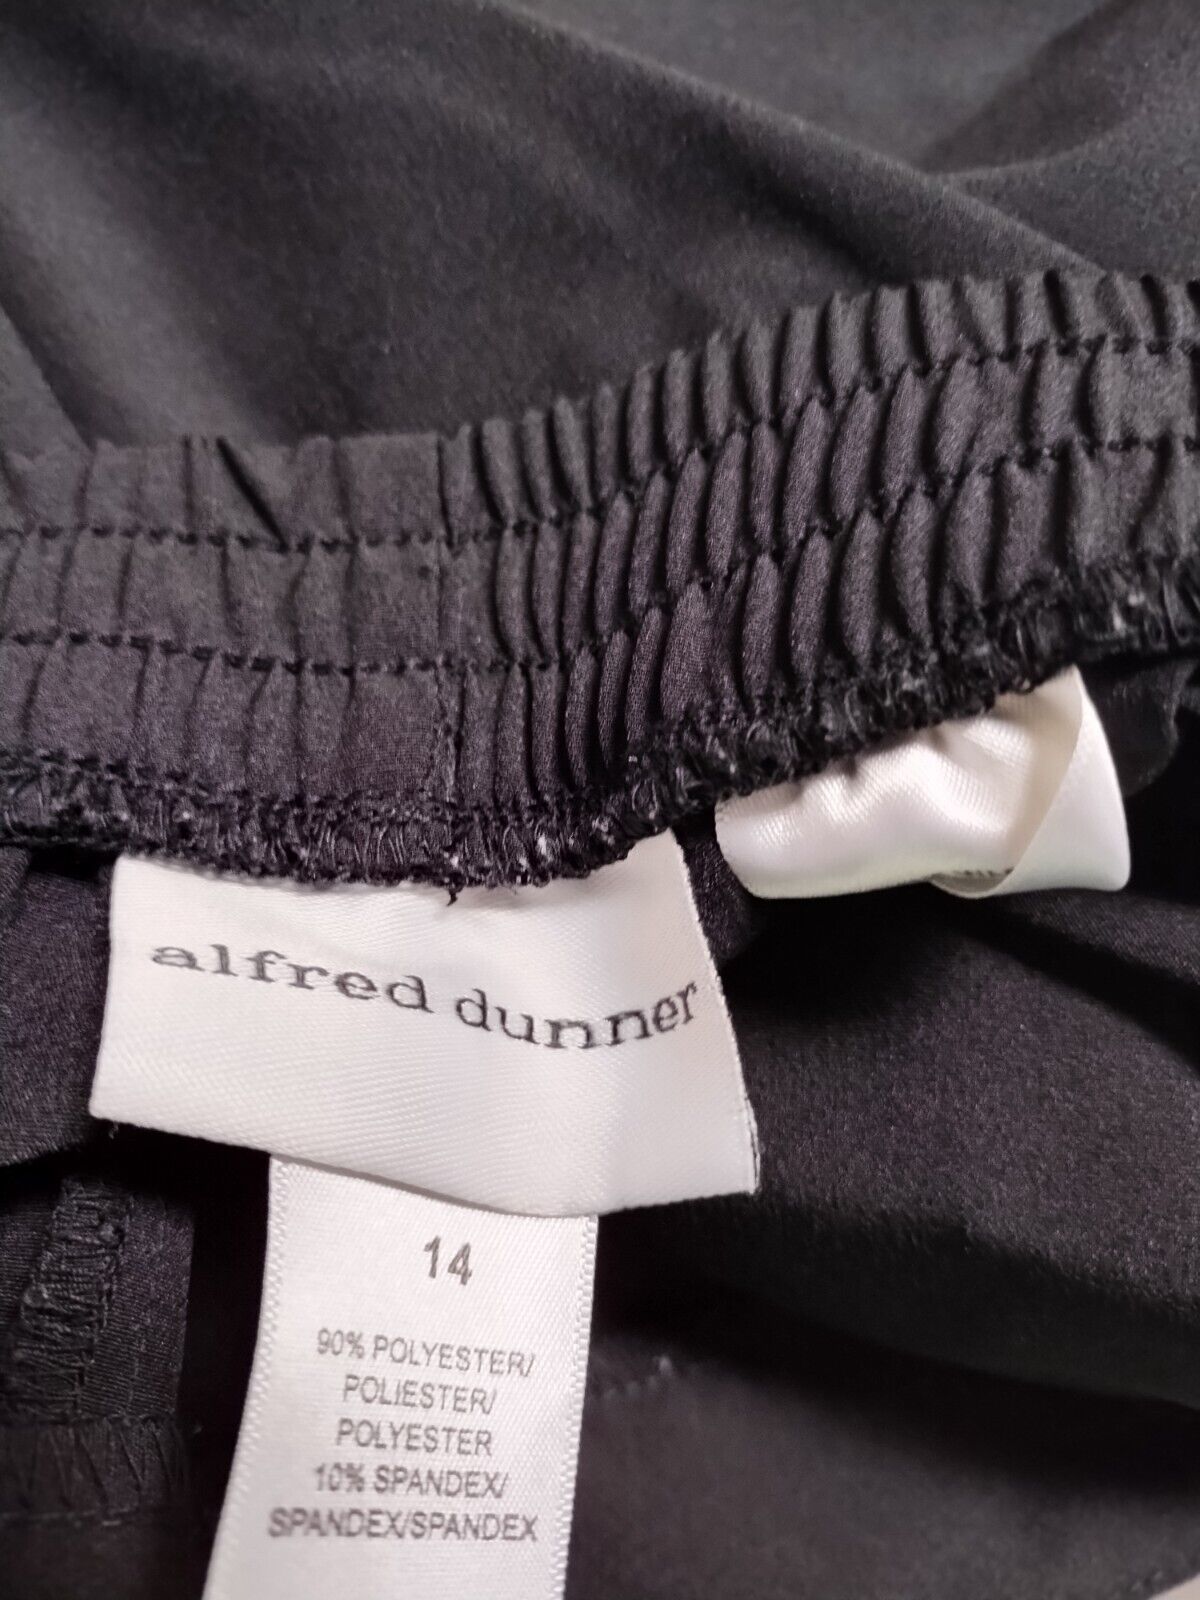 alfred dunner
14
90% POLYESTER/
POLIESTER/
POLYESTER
10% SPANDEX/
SPANDEX/SPANDEX